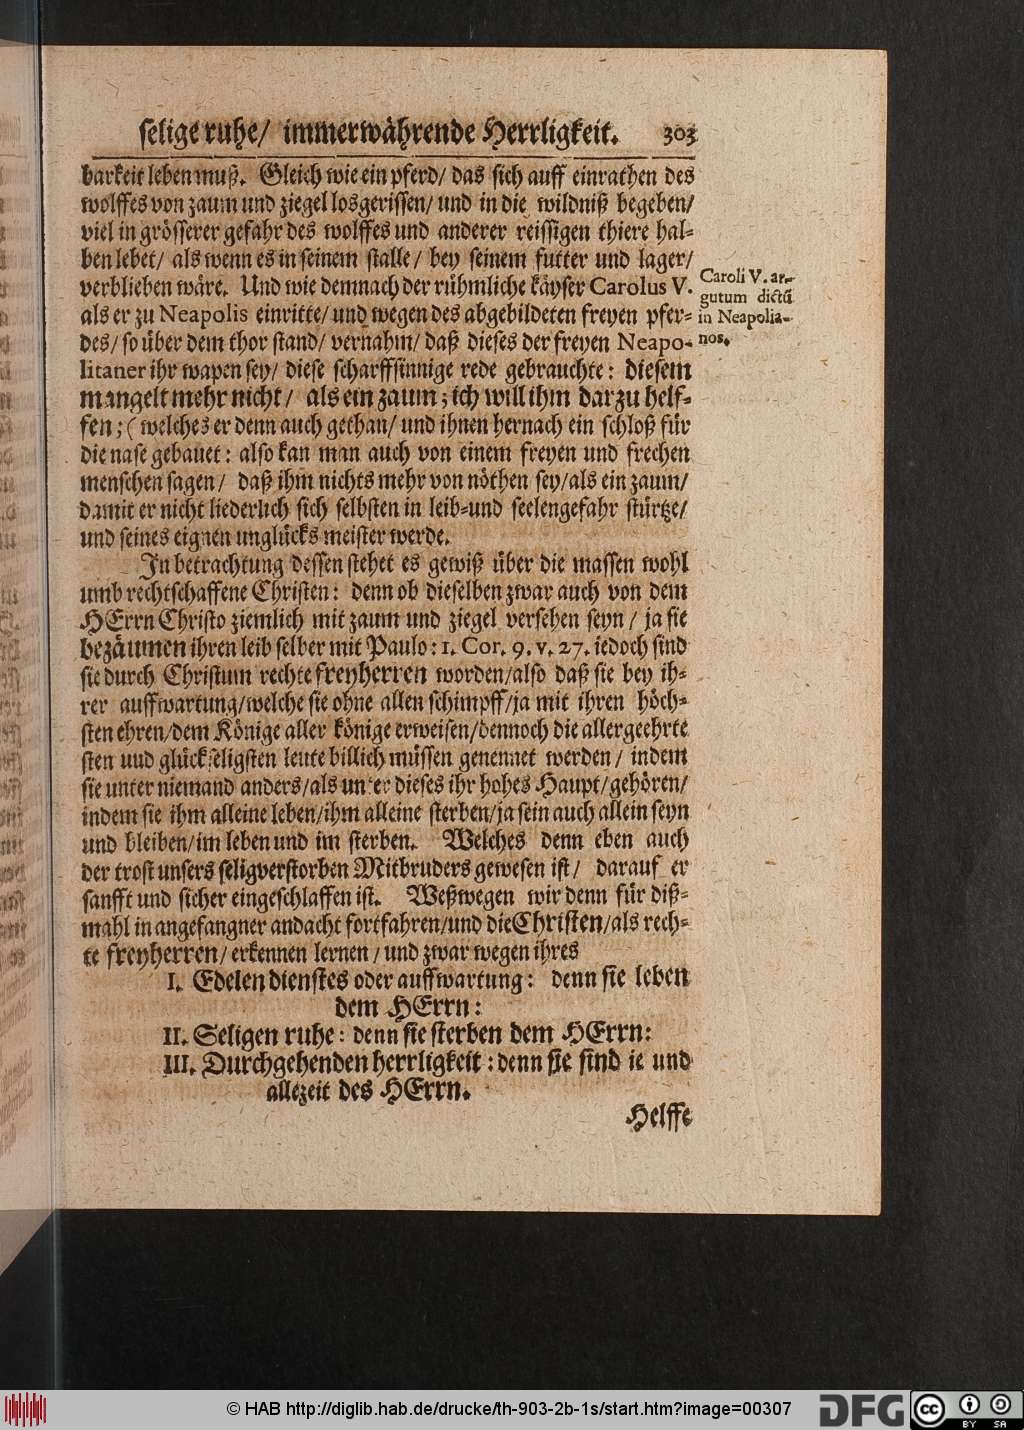 selige ruhe/ immerwährende Herrligkeit. 303
barkeit leben muß. Gleich wie ein pferd/ das sich auff einrathen des
wolffes von zaum und ziegel losgerissen/ und in die wildniß begeben/
viel in grösserer gefahr des wolffes und anderer reissigen thiere hal-
ben lebet/ als wenn es in seinem stalle/ bey seinem futter und lager/
verblieben wäre. Und wie demnach der rühmliche käyser Carolus V.
als er zu Neapolis einritte/ und wegen des abgebildeten freyen pfer-
des/ so über dem thor stand/ vernahm/ daß dieses der freyen Neapo-
litaner ihr wapen sey/ diese scharffsinnige rede gebrauchte: diesem
mangelt mehr nicht/ als ein zaum; ich will ihm darzu helf-
fen; (welches er denn auch gethan/ und ihnen hernach ein schloß für
die nase gebauet: also kan man auch von einem freyen und frechen
menschen sagen/ daß ihm nichts mehr von nöthen sey/als ein zaum/
damit er nicht liederlich sich selbsten in leib-und seelengefahr stürtze/
und seines eignen unglücks meister werde.
Caroli V. ar-
gutum dictū
in Neapolia-
nos.
In betrachtung dessen stehet es gewiß über die massen wohl
umb rechtschaffene Christen: denn ob dieselben zwar auch von dem
HErrn Christo ziemlich mit zaum und ziegel versehen seyn/ ja sie
bezäumen ihren leib selber mit Paulo: 1. Cor. 9. v. 27. iedoch sind
sie durch Christum rechte freyherren worden/also daß sie bey ih-
rer auffwartung/welche sie ohne allen schimpff/ja mit ihren höch-
sten ehren/dem Könige aller könige erweisen/dennoch die allergeehrte
sten uud glückseligsten leute billich müssen genennet werden/ indem
sie unter niemand anders/als unter dieses ihr hohes Haupt/gehören/
indem sie ihm alleine leben/ihm alleine sterben/ja sein auch allein seyn
und bleiben/im leben und im sterben. Welches denn eben auch
der trost unsers seligverstorben Mitbruders gewesen ist/ darauf er
sanfft und sicher eingeschlaffen ist. Weßwegen wir denn für diß-
mahl in angefangner andacht fortfahren/und die Christen/als rech-
te freyherren/ erkennen lernen/ und zwar wegen ihres
I. Edelen dienstes oder auffwartung: denn sie leben
dem HErrn:
II. Seligen ruhe: denn sie sterben dem HErrn:
III. Durchgehenden herrligkeit: denn sie sind ie und
allezeit des HErrn.
Helffe
© HAB http://diglib.hab.de/drucke/th-903-2b-1s/start.htm?image=00307
DFG
cc BY SA